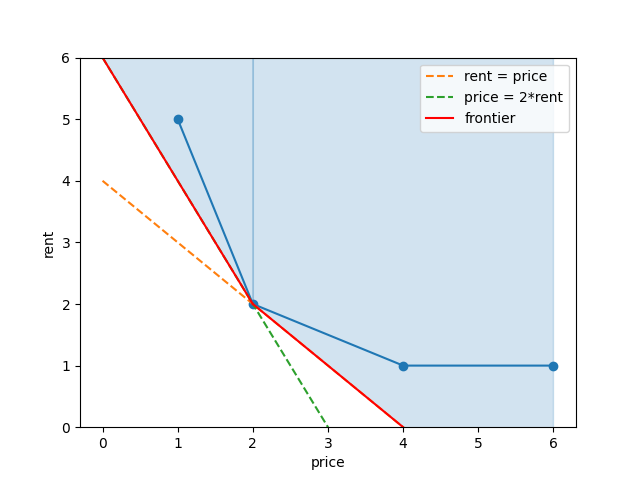 6
5
4
3
2
1
0
rent
rent = price
price = 2*rent
frontier
0 1 2 3 4 5 6
price